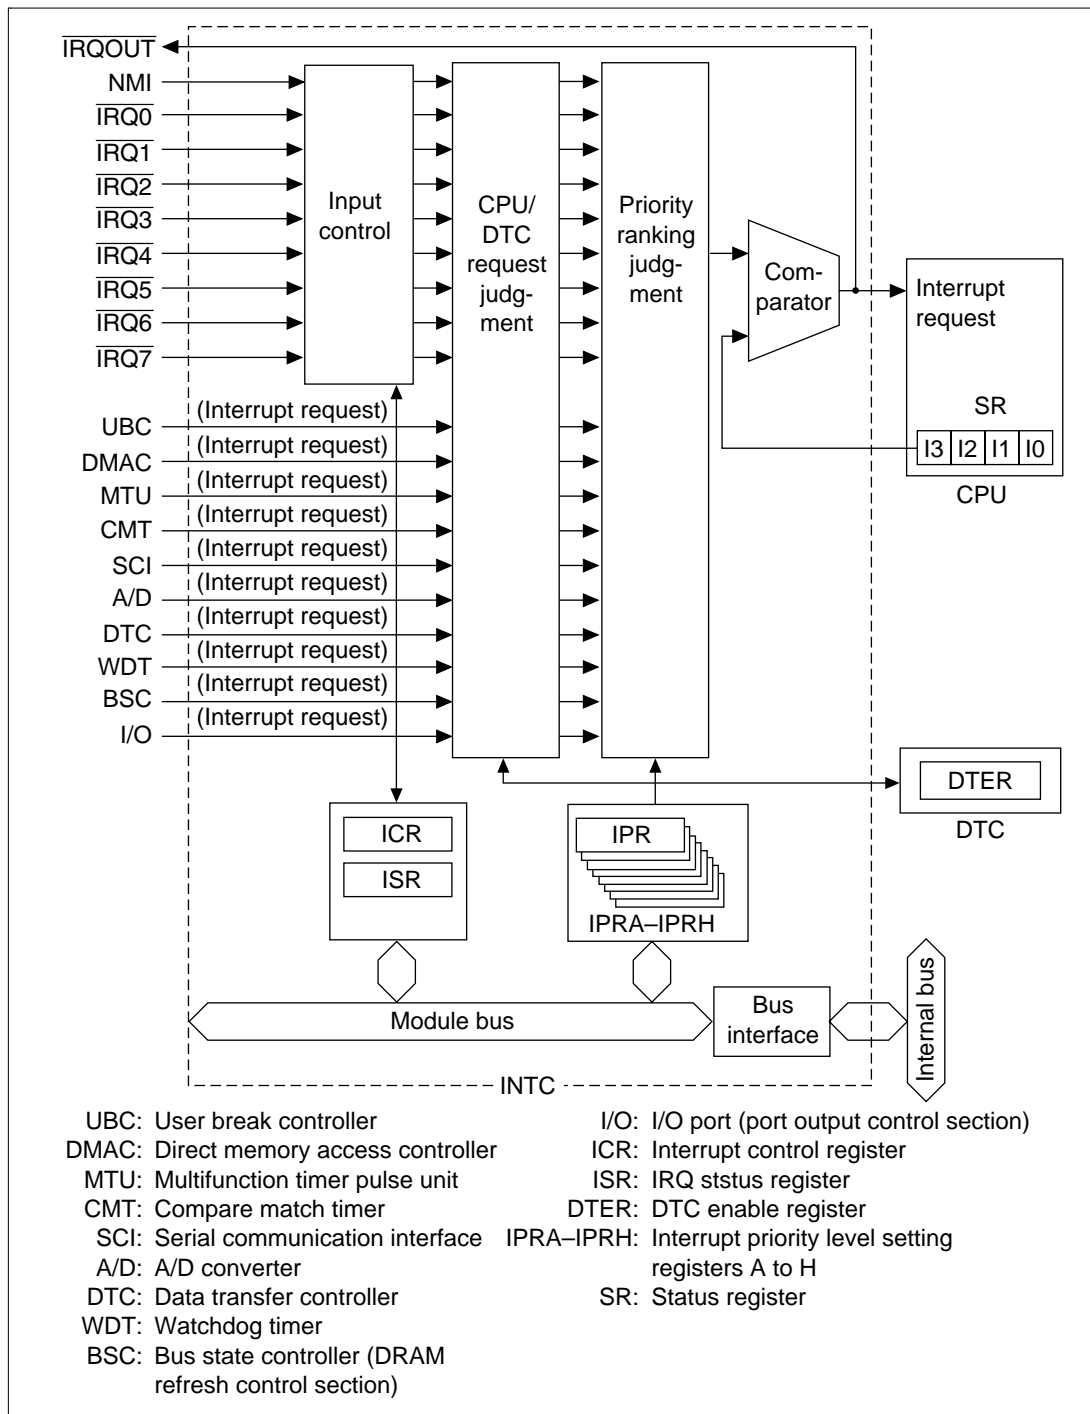 IRQOUT
NMI
IRQ0
IRQ1
IRQ2
IRQ3
IRQ4
IRQ5
IRQ6
IRQ7
Input
control
CPU/
DTC
request
judg-
ment
Priority
ranking
judg-
ment
Com-
parator
Interrupt
request
SR
I3 I2 I1 I0
CPU
UBC
DMAC
MTU
CMT
SCI
A/D
DTC
WDT
BSC
I/O
(Interrupt request)
(Interrupt request)
(Interrupt request)
(Interrupt request)
(Interrupt request)
(Interrupt request)
(Interrupt request)
(Interrupt request)
(Interrupt request)
(Interrupt request)
DTER
DTC
ICR
ISR
IPR
IPRA–IPRH
Module bus
Bus
interface
Internal bus
INTC
UBC: User break controller
DMAC: Direct memory access controller
MTU: Multifunction timer pulse unit
CMT: Compare match timer
SCI: Serial communication interface
A/D: A/D converter
DTC: Data transfer controller
WDT: Watchdog timer
BSC: Bus state controller (DRAM
refresh control section)
I/O: I/O port (port output control section)
ICR: Interrupt control register
ISR: IRQ ststus register
DTER: DTC enable register
IPRA–IPRH: Interrupt priority level setting
registers A to H
SR: Status register